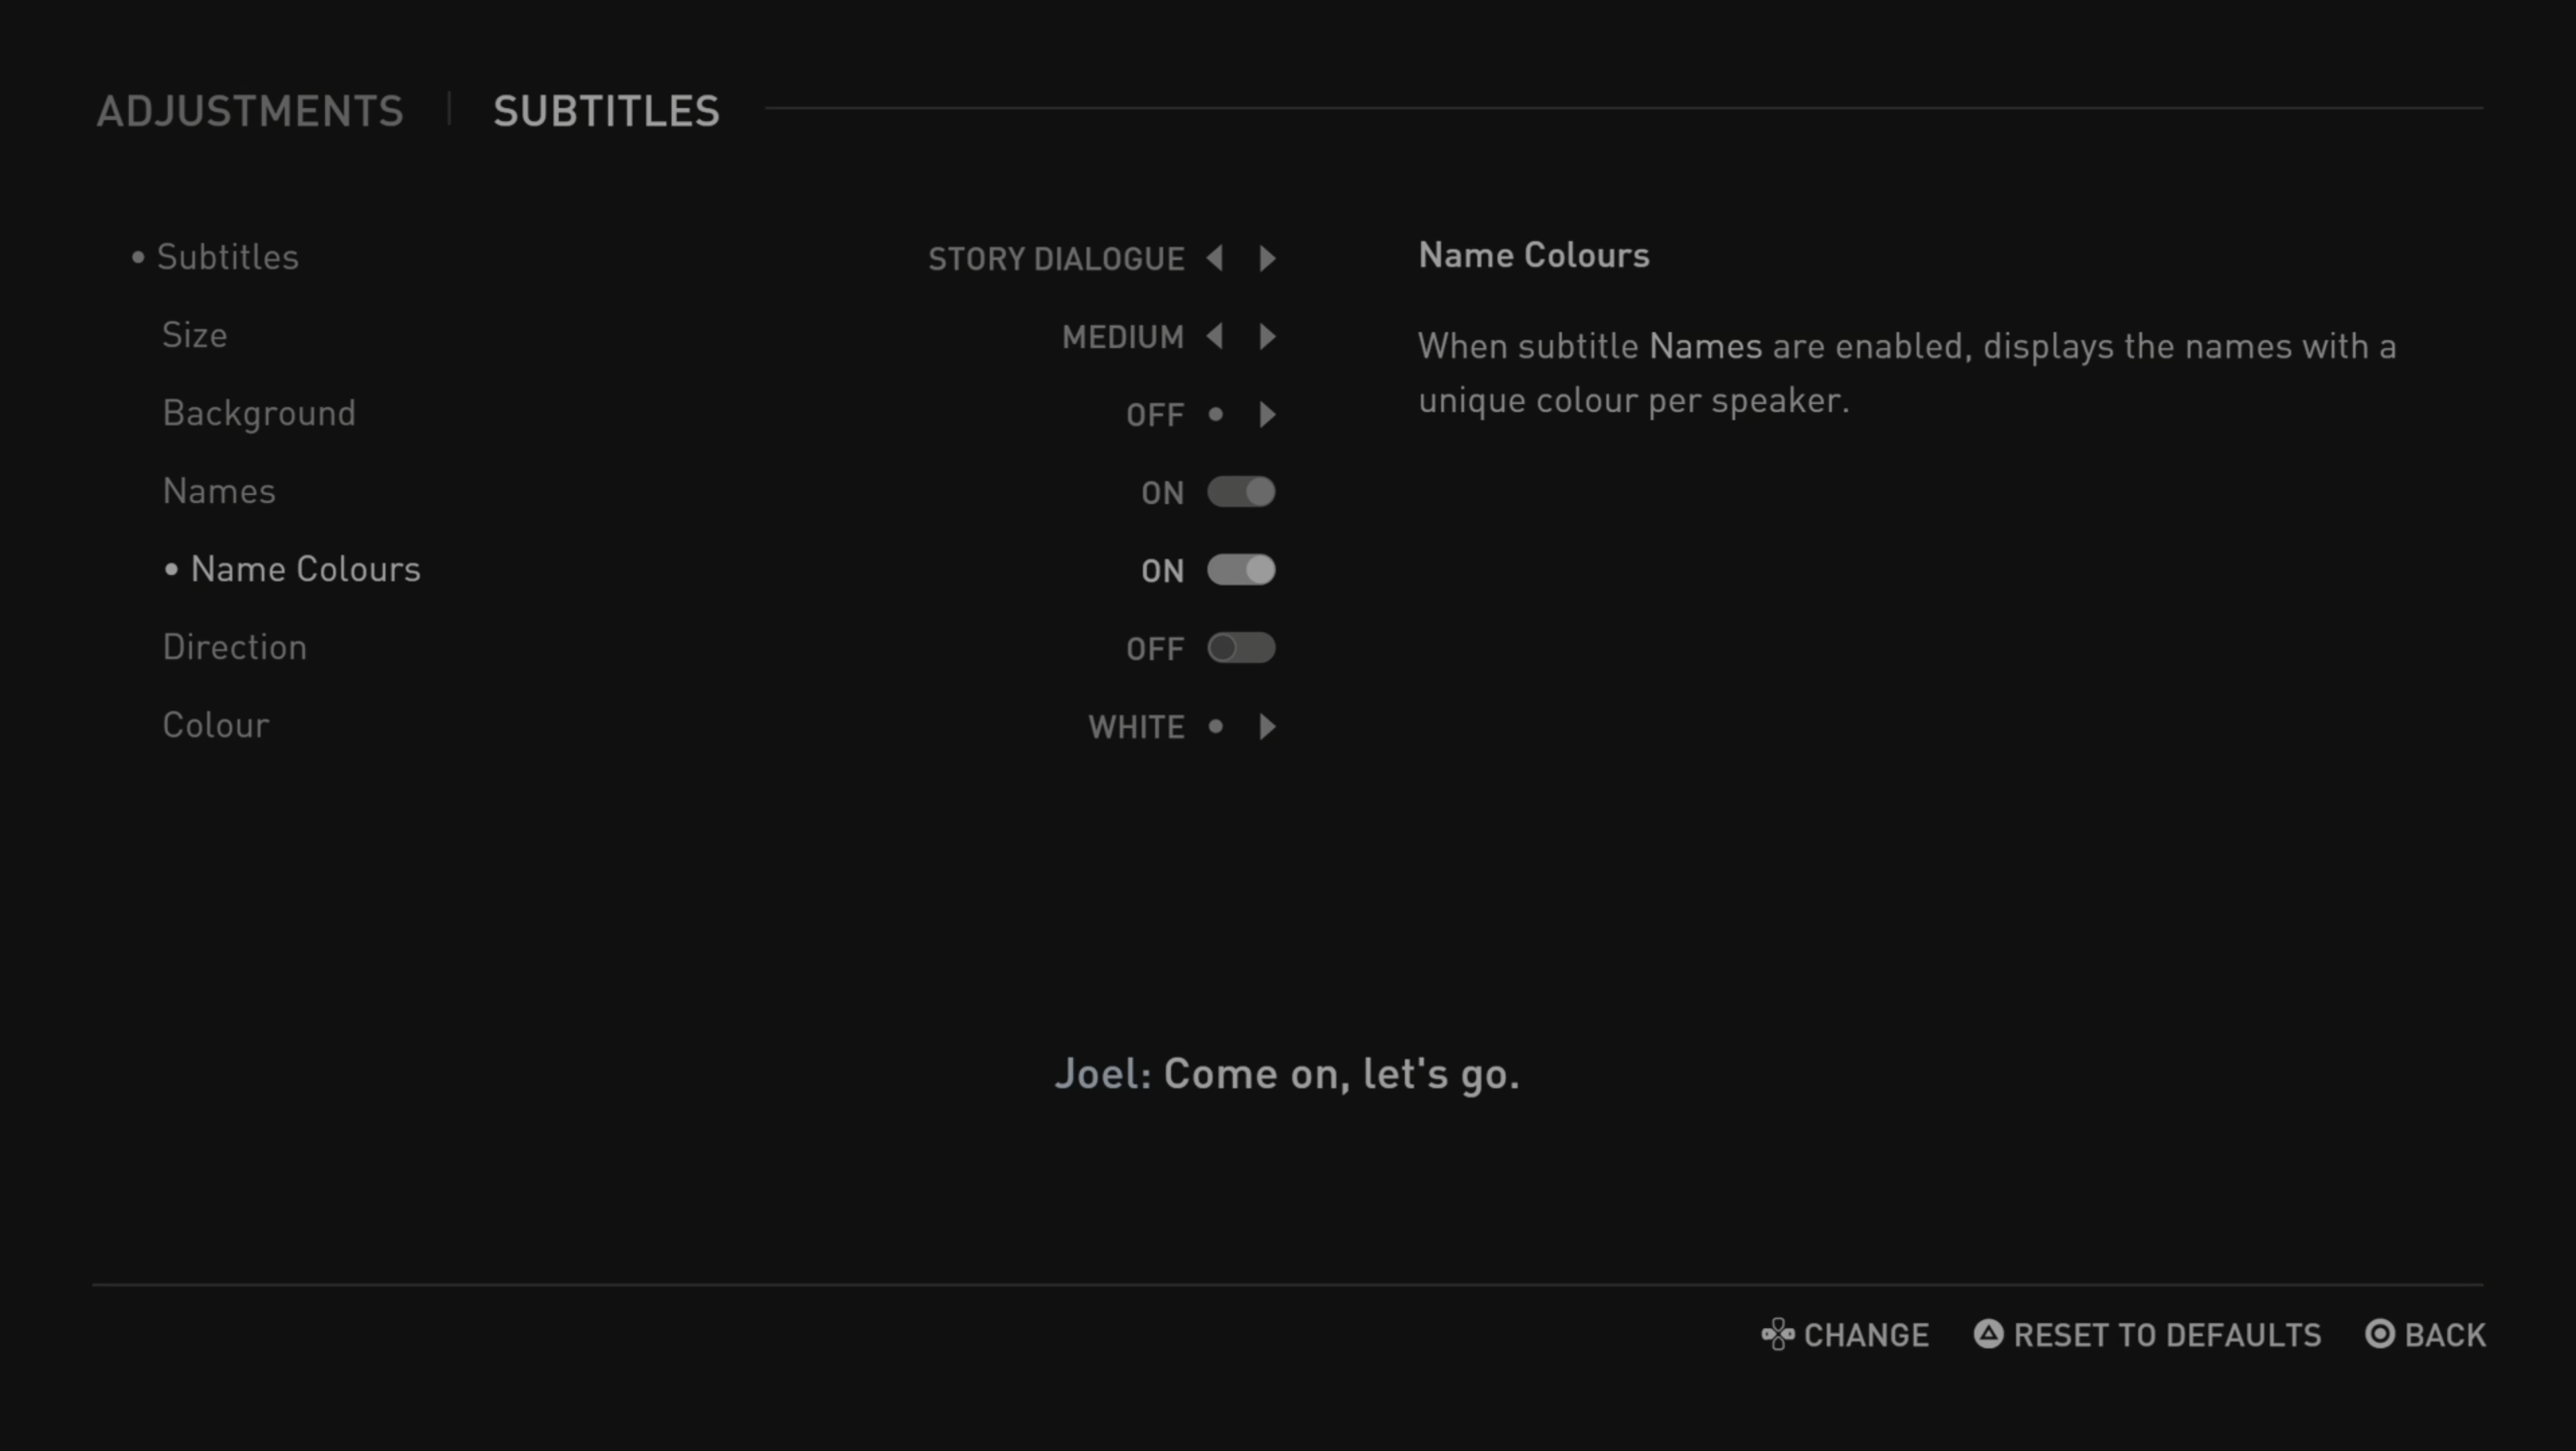 ADJUSTMENTS | SUBTITLES
• Subtitles STORY DIALOGUE
Size MEDIUM
Background OFF
Names ON
• Name Colours ON
Direction OFF
Colour WHITE
Name Colours
When subtitle Names are enabled, displays the names with a
unique colour per speaker.
Joel: Come on, let's go.
CHANGE RESET TO DEFAULTS BACK